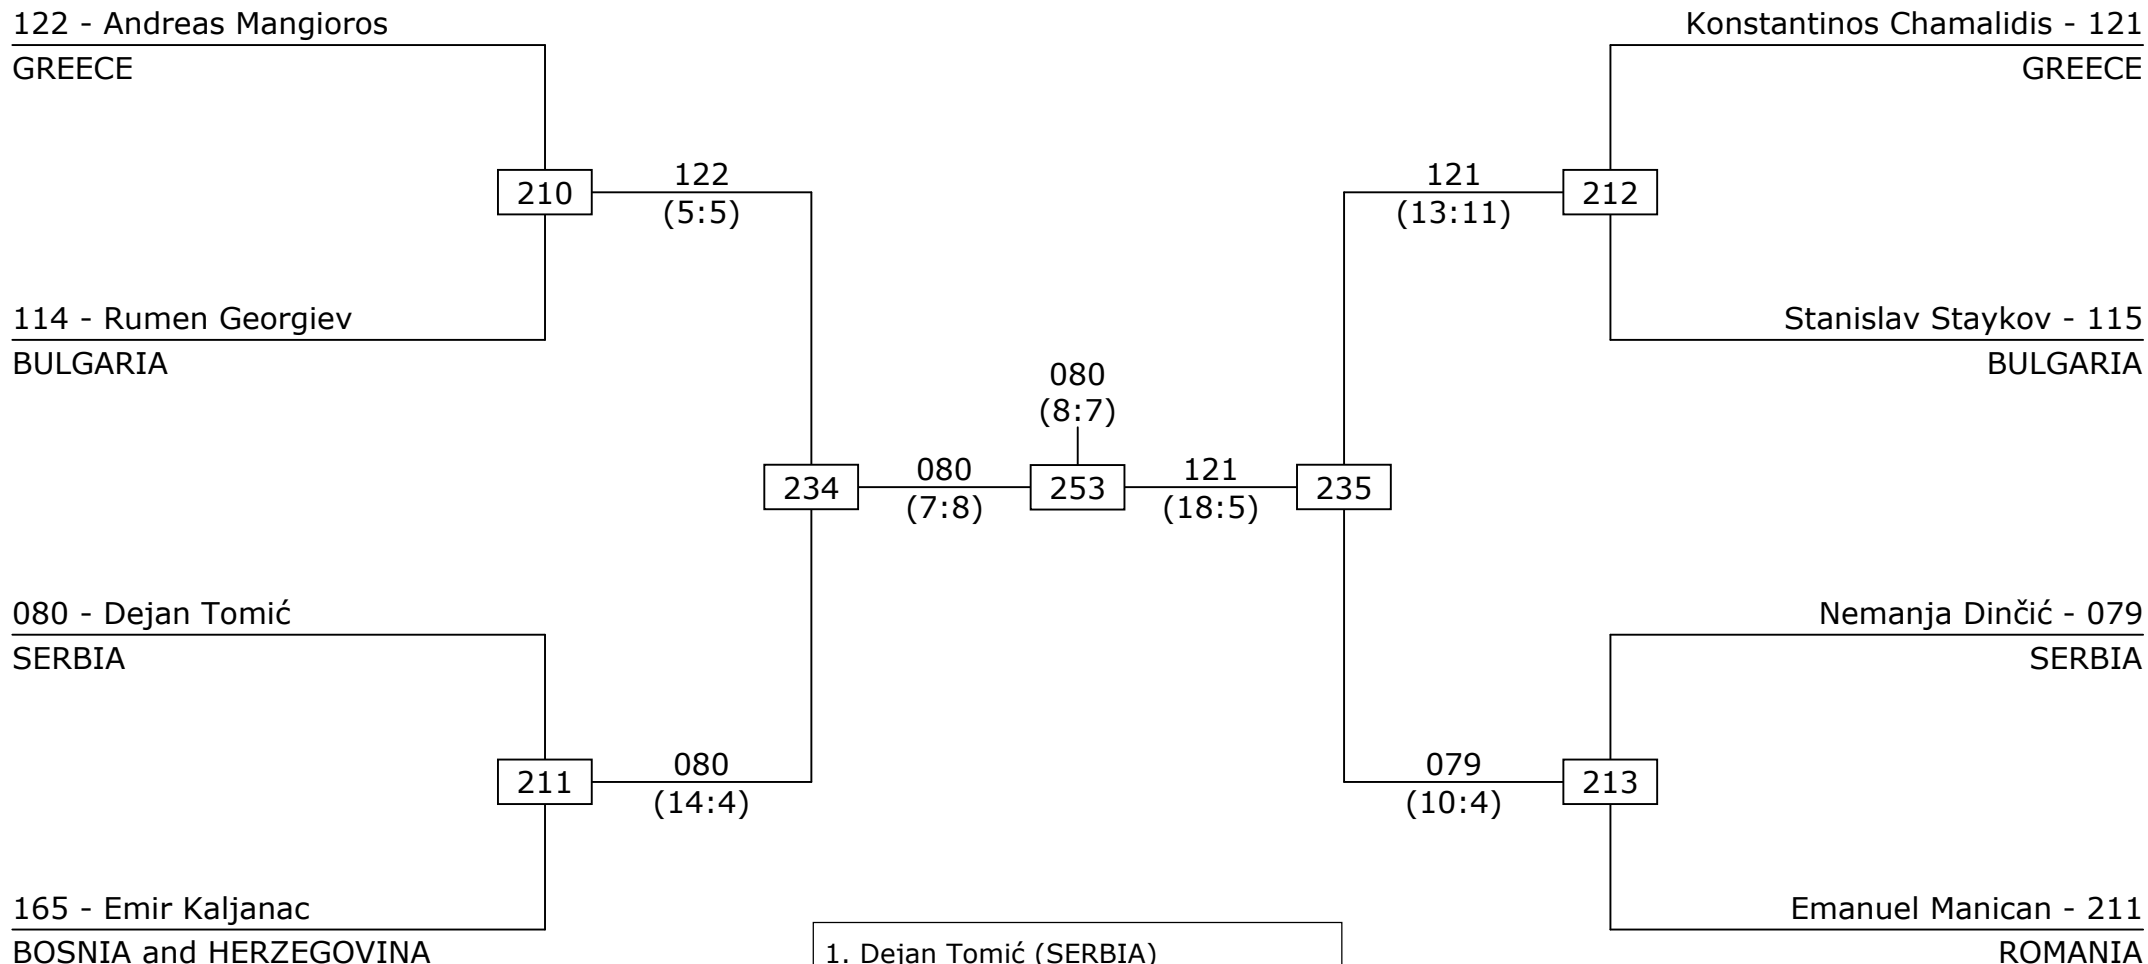 122 - Andreas Mangioros
GREECE
Konstantinos Chamalidis - 121
GREECE
210
122
(5:5)
121
(13:11)
212
114 - Rumen Georgiev
BULGARIA
Stanislav Staykov - 115
BULGARIA
080
(8:7)
234
080
(7:8)
253
121
(18:5)
235
080 - Dejan Tomić
SERBIA
Nemanja Dinčić - 079
SERBIA
211
080
(14:4)
079
(10:4)
213
165 - Emir Kaljanac
BOSNIA and HERZEGOVINA
Emanuel Manican - 211
ROMANIA
1. Dejan Tomić (SERBIA)